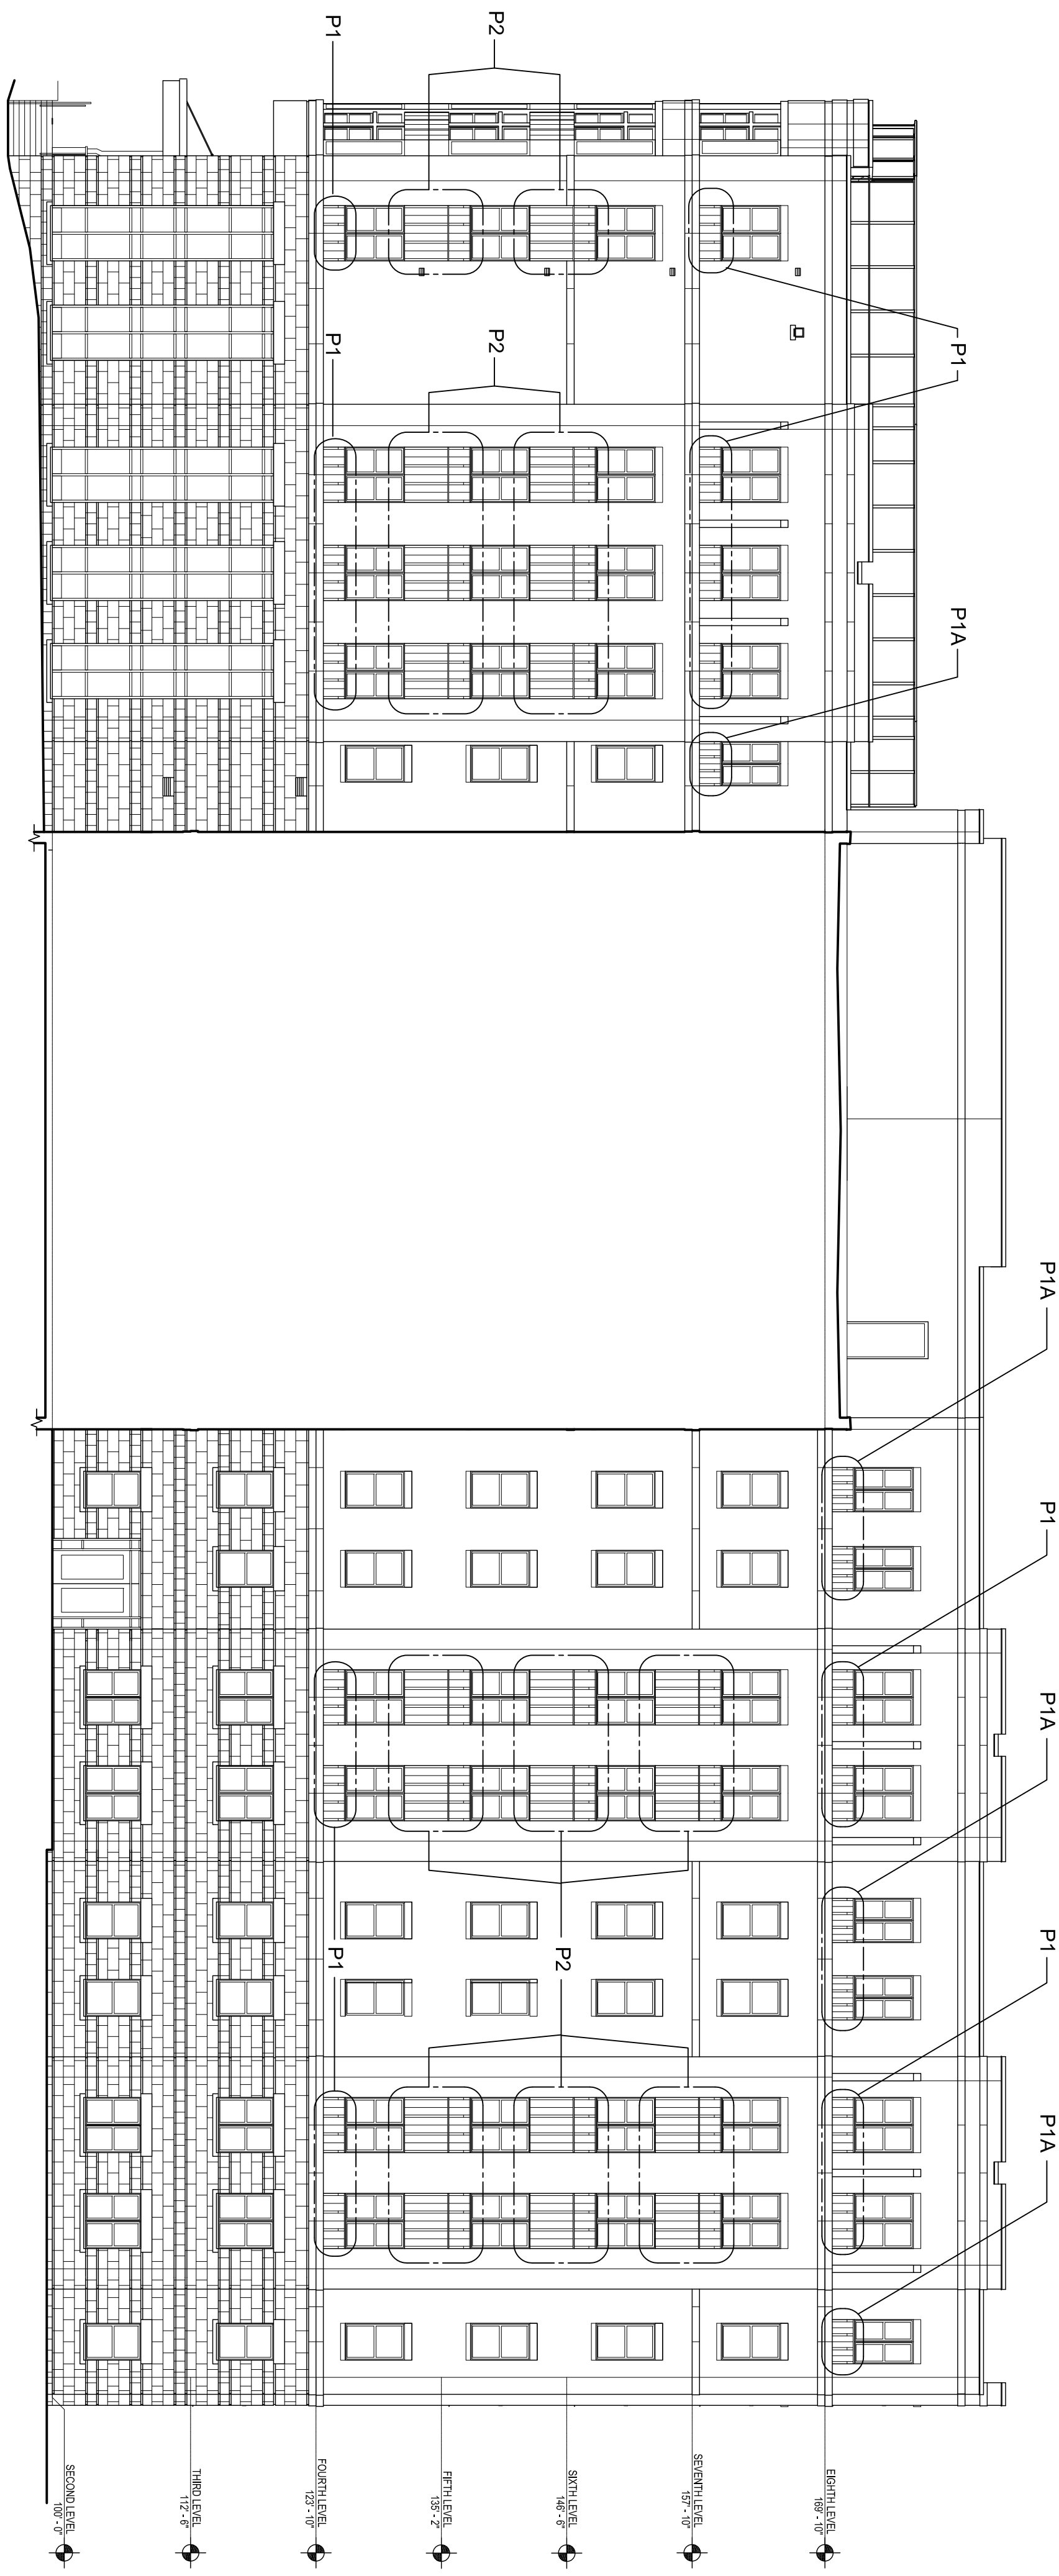 P1A
P1
P1A
P1
P1A
P1
P1A
EIGHTH LEVEL
169' - 10"
SEVENTH LEVEL
157' - 10"
P2
SIXTH LEVEL
146' - 6"
P2
P2
FIFTH LEVEL
135' - 2"
P1
P1
P1
FOURTH LEVEL
123' - 10"
THIRD LEVEL
112' - 6"
SECOND LEVEL
100' - 0"